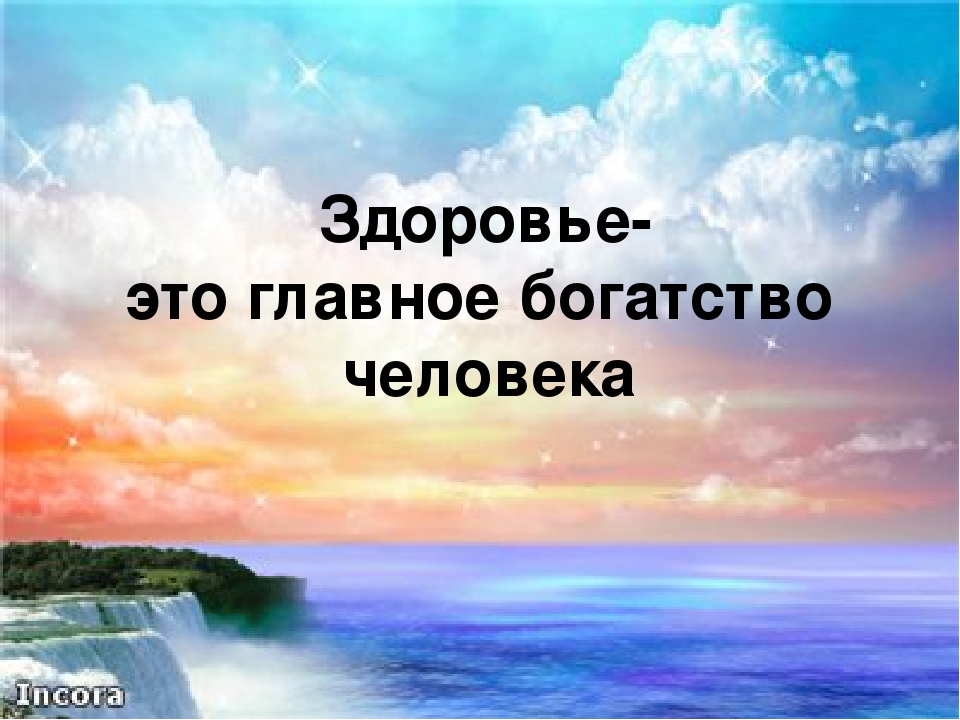 Здоровье-
это главное богатство
человека
Incora